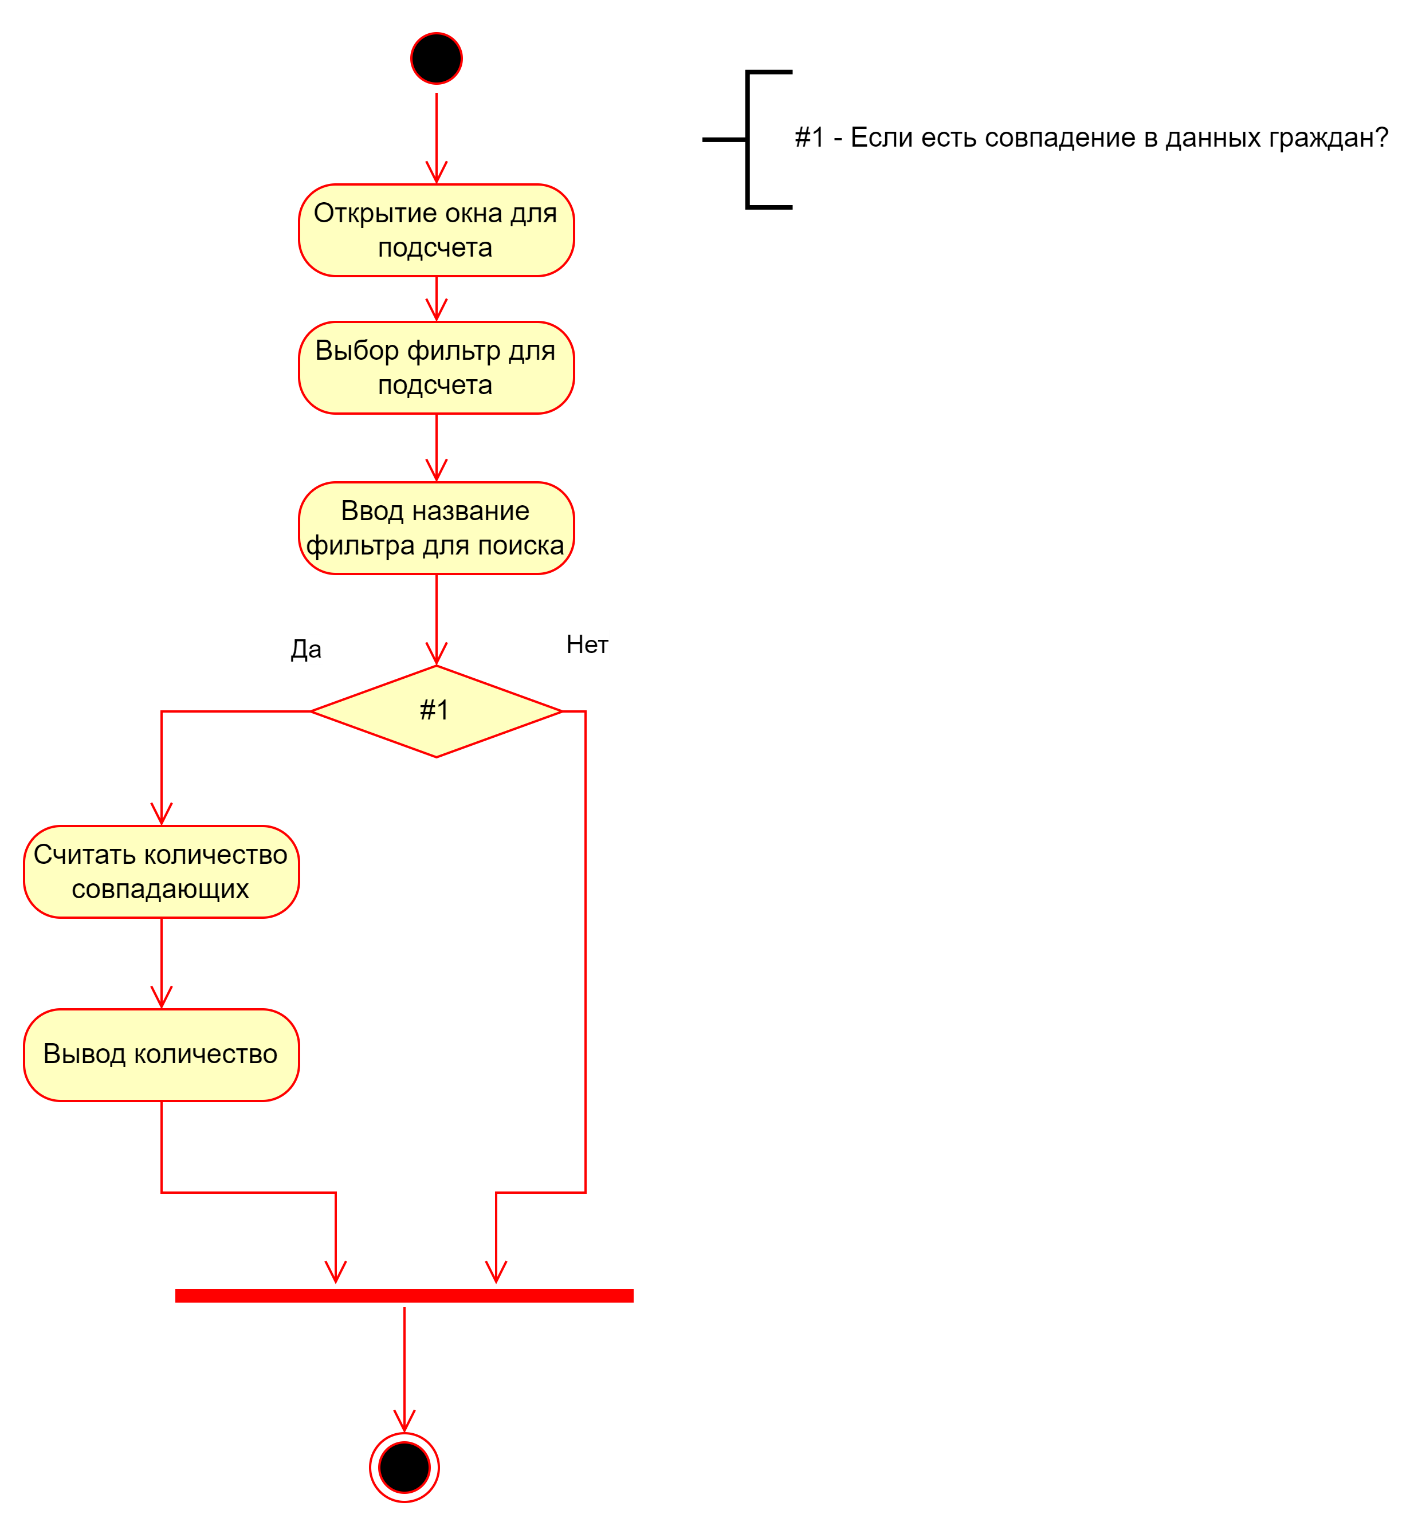 #1 - Если есть совпадение в данных граждан?
Открытие окна для
подсчета
Выбор фильтр для
подсчета
Ввод название
фильтра для поиска
Да
Нет
#1
Считать количество
совпадающих
Вывод количество